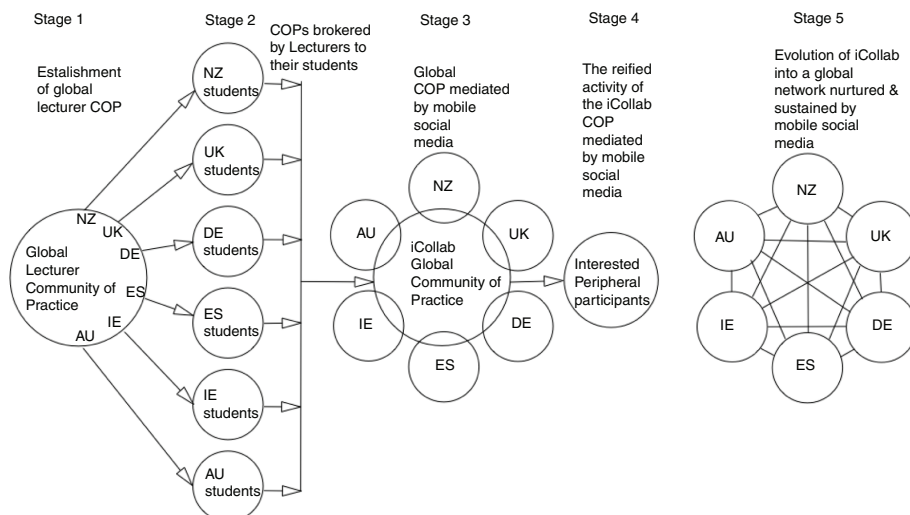 Stage 1
Estalishment
of global
lecturer COP
Global
Lecturer
Community of
Practice
NZ
UK
DE
ES
IE
AU
Stage 2
NZ
students
UK
students
DE
students
ES
students
IE
students
AU
students
COPs brokered
by Lecturers to
their students
Stage 3
Global
COP mediated
by mobile
social
media
NZ
AU
UK
iCollab
Global
Community of
Practice
IE
DE
ES
Stage 4
The reified
activity of
the iCollab
COP
mediated
by mobile
social
media
Interested
Peripheral
participants
Stage 5
Evolution of iCollab
into a global
network nurtured &
sustained by
mobile social
media
NZ
AU
UK
IE
DE
ES